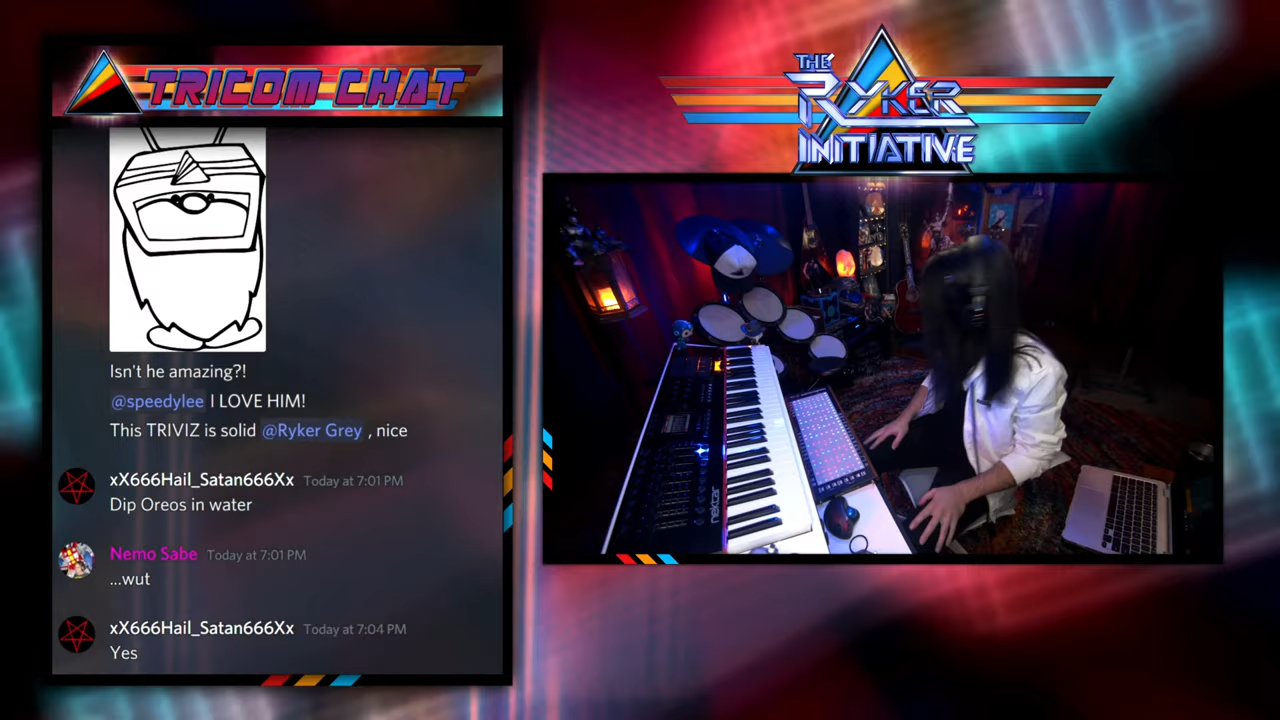 TRICOM CHAT
Isn't he amazing?!
@speedylee I LOVE HIM!
This TRIVIZ is solid @Ryker Grey , nice
xX666Hail_Satan666Xx Today at 7:01 PM
Dip Oreos in water
Nemo Sabe Today at 7:01 PM
...wut
xX666Hail_Satan666Xx Today at 7:04 PM
Yes
THE
RYKER
INITIATIVE
nektar